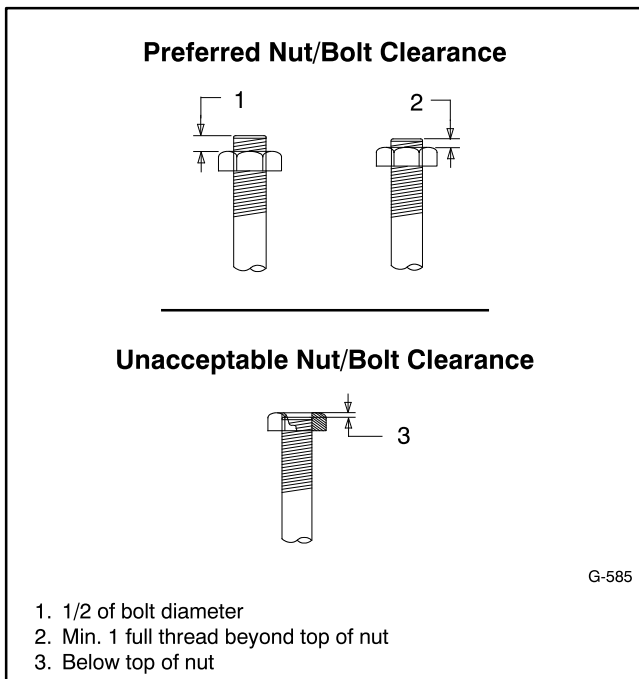 Preferred Nut/Bolt Clearance
1
2
Unacceptable Nut/Bolt Clearance
3
G-585
1. 1/2 of bolt diameter
2. Min. 1 full thread beyond top of nut
3. Below top of nut